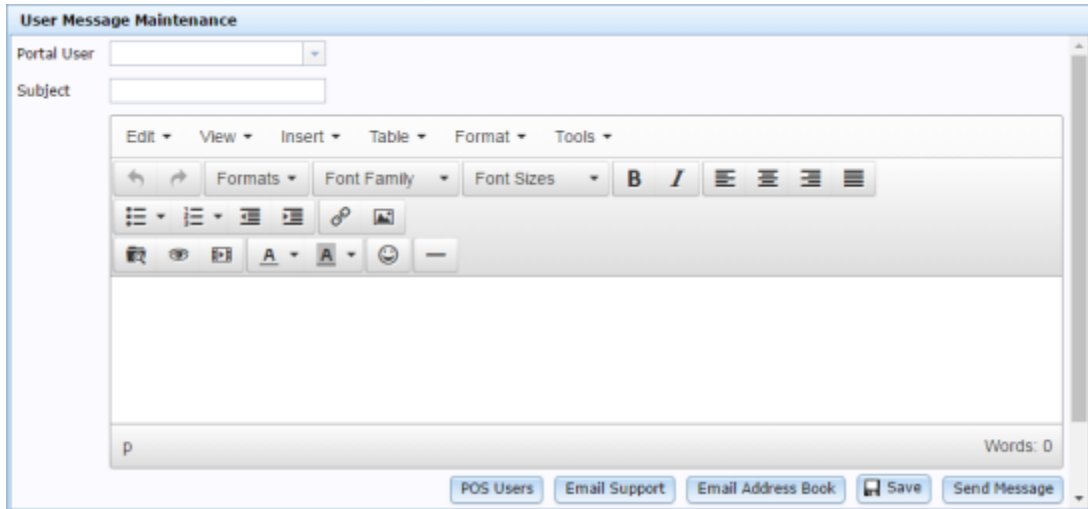 User Message Maintenance
Portal User
Subject
Edit View Insert Table Format Tools
Formats Font Family Font Sizes B I
A A
p Words: 0
POS Users Email Support Email Address Book Save Send Message